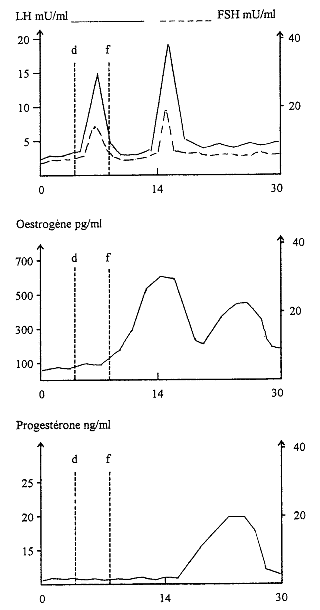 LH mU/ml FSH mU/ml
20 40
d f
15
10 20
5
0 14 30
Oestrogène pg/ml
40
700 d f
500
20
300
100
0 14 30
Progestérone ng/ml
40
d f
25
20 20
15
0 14 30